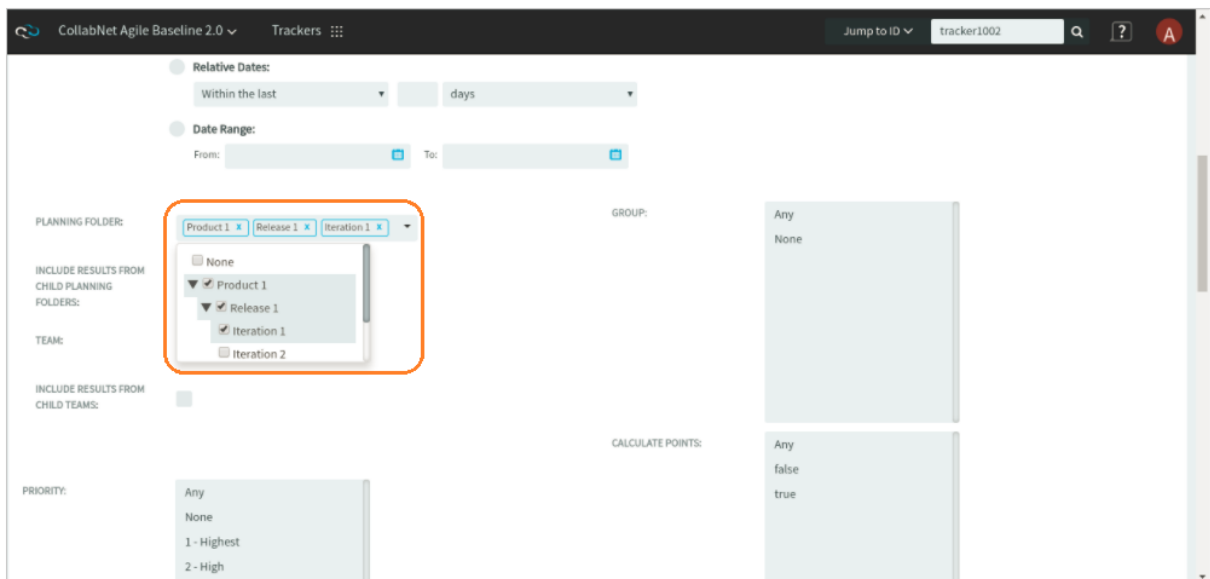 CollabNet Agile Baseline 2.0 Trackers Jump to ID tracker1002 ? A
Relative Dates:
Within the last days
Date Range:
From: To:
PLANNING FOLDER:
Product 1 x Release 1 x Iteration 1 x
None
Product 1
Release 1
Iteration 1
Iteration 2
INCLUDE RESULTS FROM
CHILD PLANNING
FOLDERS:
TEAM:
INCLUDE RESULTS FROM
CHILD TEAMS:
GROUP:
Any
None
CALCULATE POINTS:
Any
false
true
PRIORITY:
Any
None
1 - Highest
2 - High